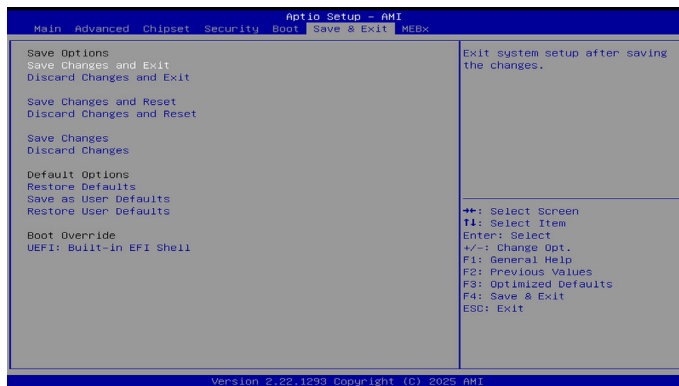 Aptio Setup – AMI
Main Advanced Chipset Security Boot Save & Exit MEBx
Save Options
Save Changes and Exit
Discard Changes and Exit
Save Changes and Reset
Discard Changes and Reset
Save Changes
Discard Changes
Default Options
Restore Defaults
Save as User Defaults
Restore User Defaults
Boot Override
UEFI: Built-in EFI Shell
Exit system setup after saving
the changes.
→←: Select Screen
↑↓: Select Item
Enter: Select
+/-: Change Opt.
F1: General Help
F2: Previous Values
F3: Optimized Defaults
F4: Save & Exit
ESC: Exit
Version 2.22.1293 Copyright (C) 2025 AMI